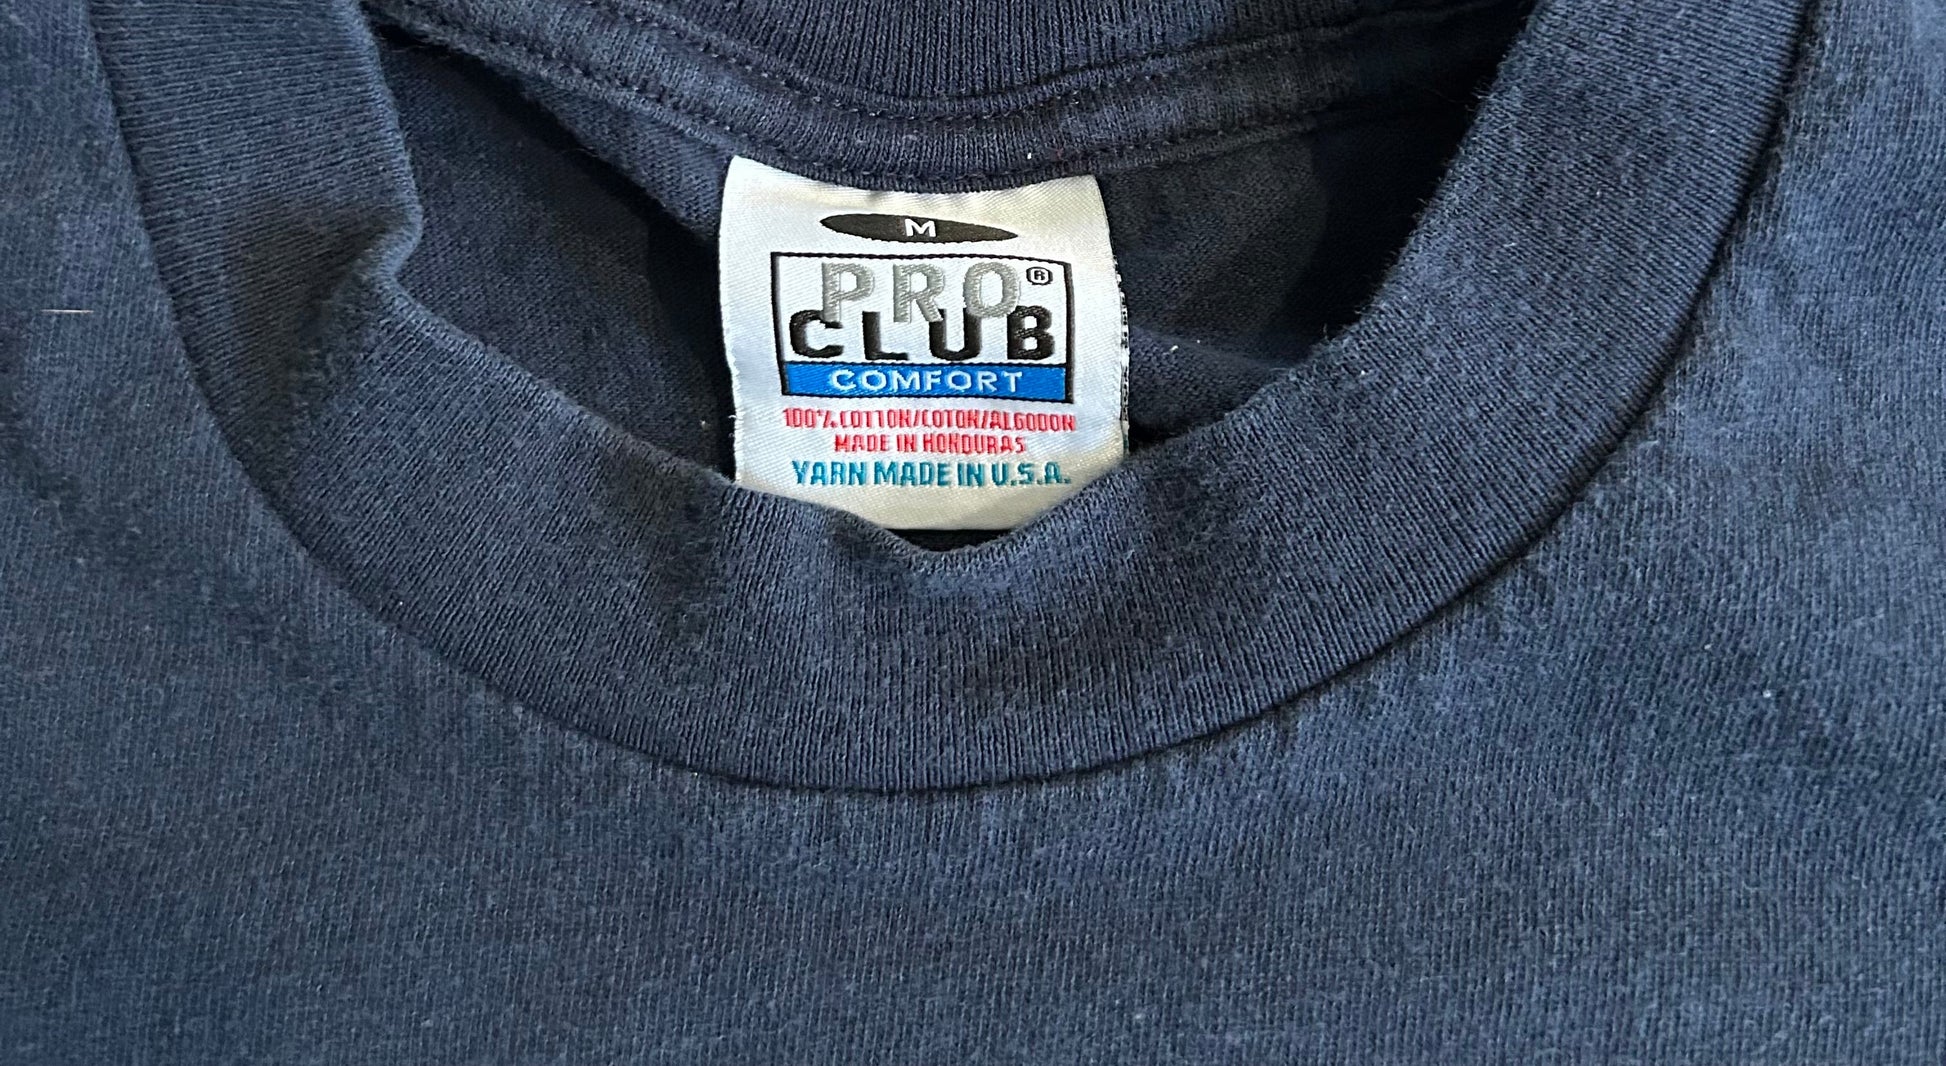 M
PRO®
CLUB
COMFORT
100% COTTON/COTON/ALGODON
MADE IN HONDURAS
YARN MADE IN U.S.A.